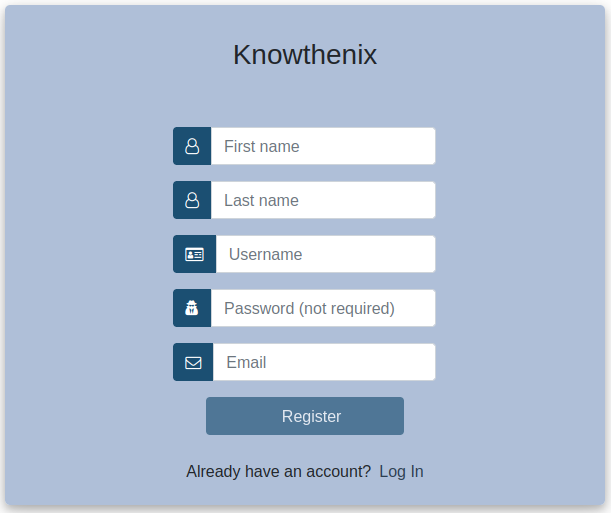 Knowthenix
First name
Last name
Username
Password (not required)
Email
Register
Already have an account? Log In